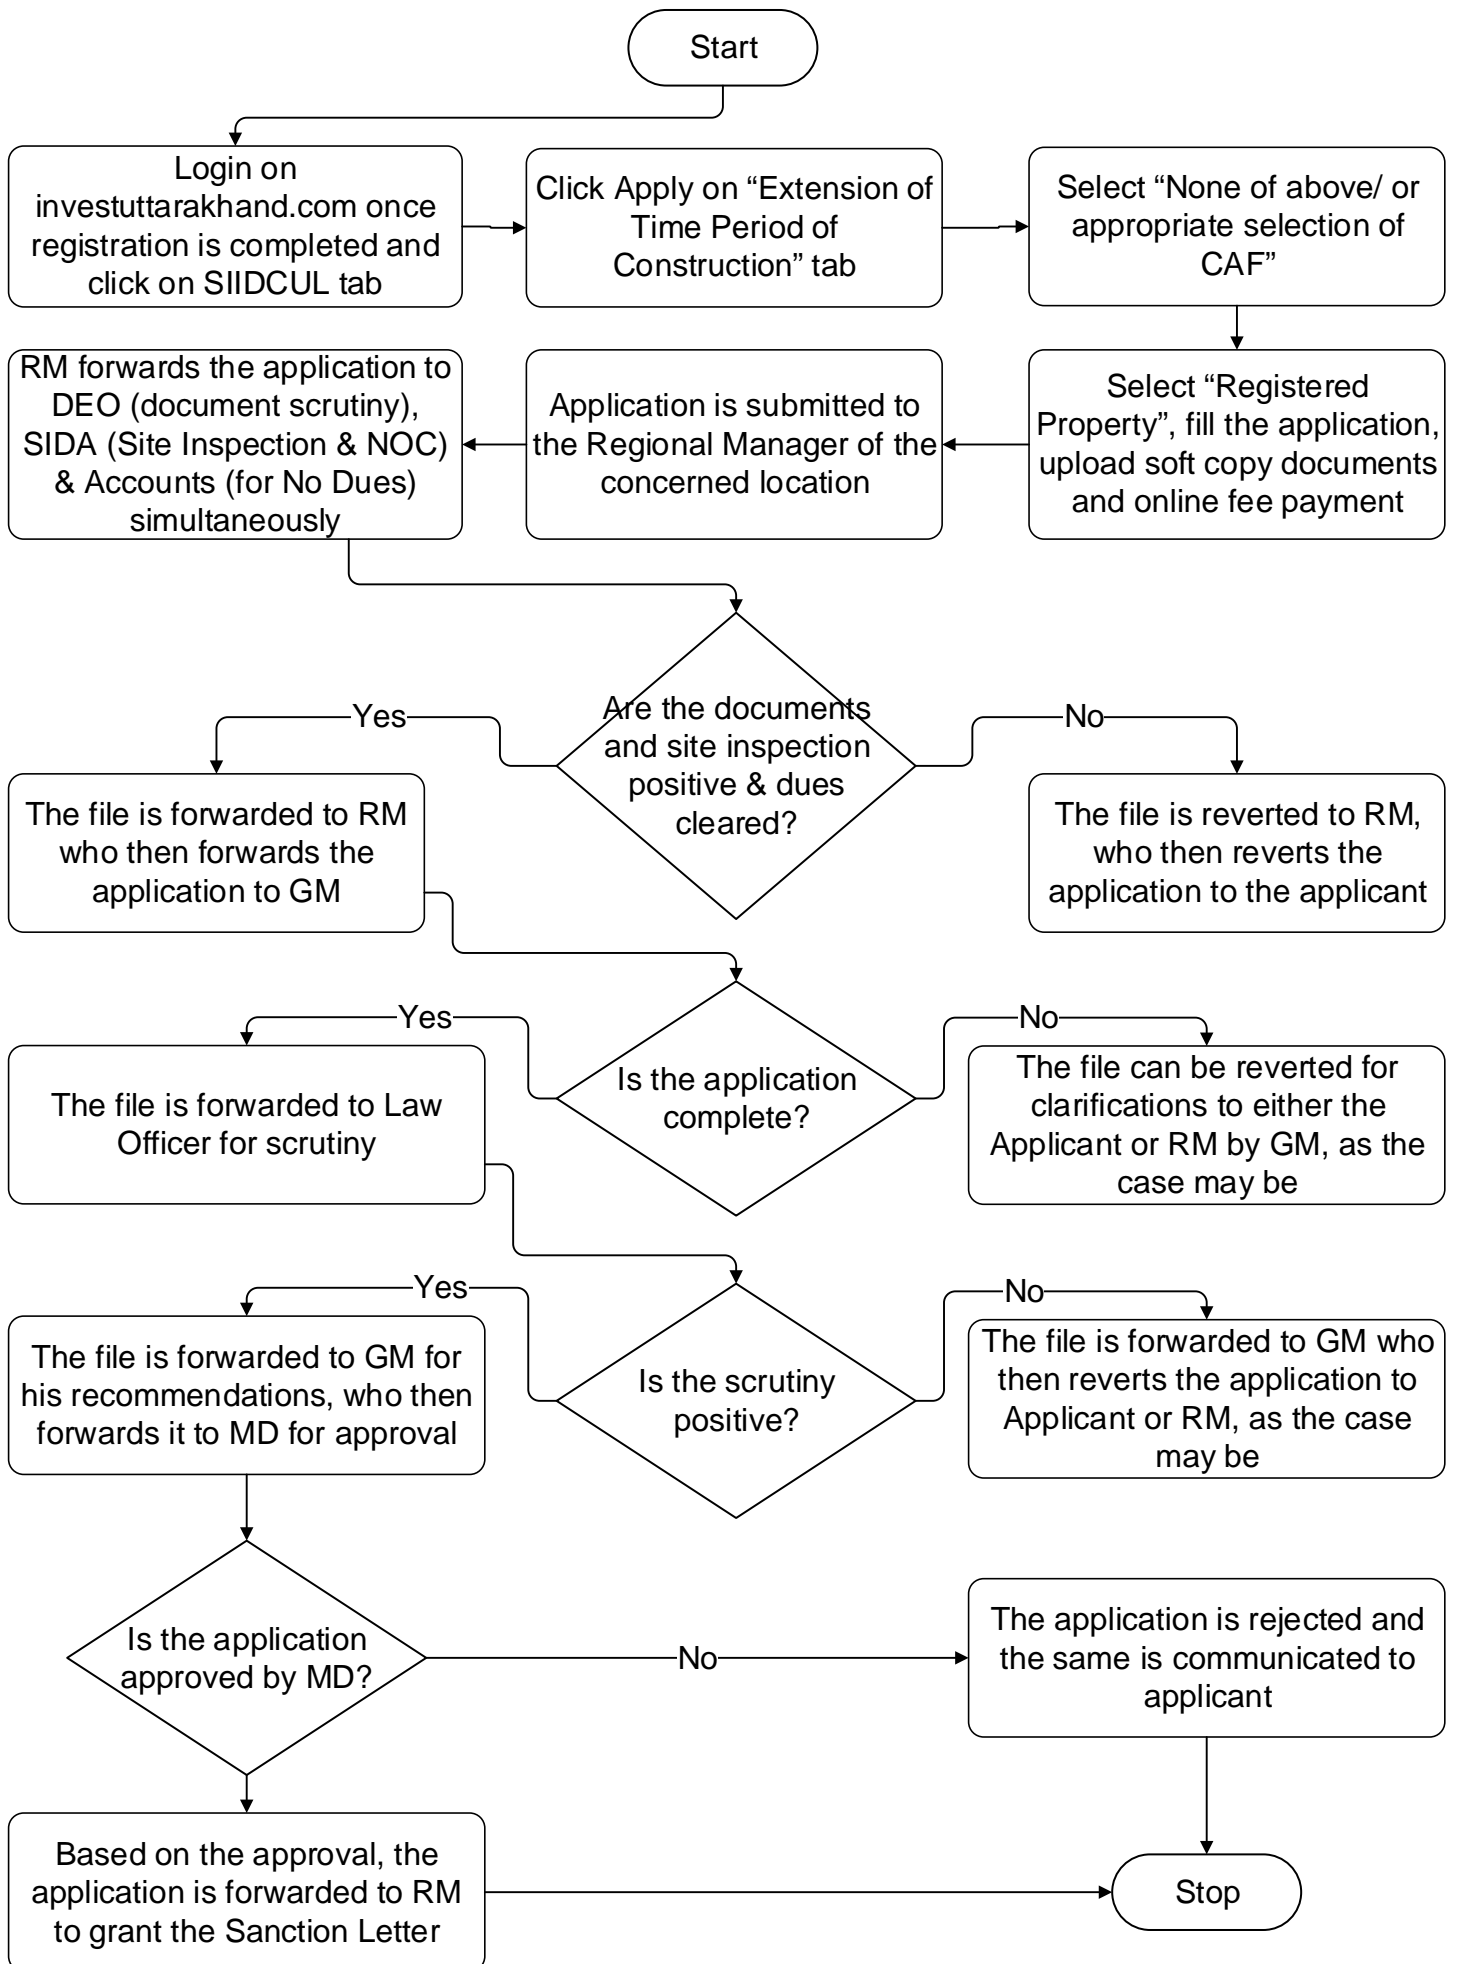 Start
Login on
investuttarakhand.com once
registration is completed and
click on SIIDCUL tab
Click Apply on “Extension of
Time Period of
Construction” tab
Select “None of above/ or
appropriate selection of
CAF”
Select “Registered
Property”, fill the application,
upload soft copy documents
and online fee payment
Application is submitted to
the Regional Manager of the
concerned location
RM forwards the application to
DEO (document scrutiny),
SIDA (Site Inspection & NOC)
& Accounts (for No Dues)
simultaneously
Are the documents
and site inspection
positive & dues
cleared?
Yes
No
The file is forwarded to RM
who then forwards the
application to GM
The file is reverted to RM,
who then reverts the
application to the applicant
Is the application
complete?
Yes
No
The file is forwarded to Law
Officer for scrutiny
The file can be reverted for
clarifications to either the
Applicant or RM by GM, as the
case may be
Is the scrutiny
positive?
Yes
No
The file is forwarded to GM for
his recommendations, who then
forwards it to MD for approval
The file is forwarded to GM who
then reverts the application to
Applicant or RM, as the case
may be
Is the application
approved by MD?
No
The application is rejected and
the same is communicated to
applicant
Based on the approval, the
application is forwarded to RM
to grant the Sanction Letter
Stop